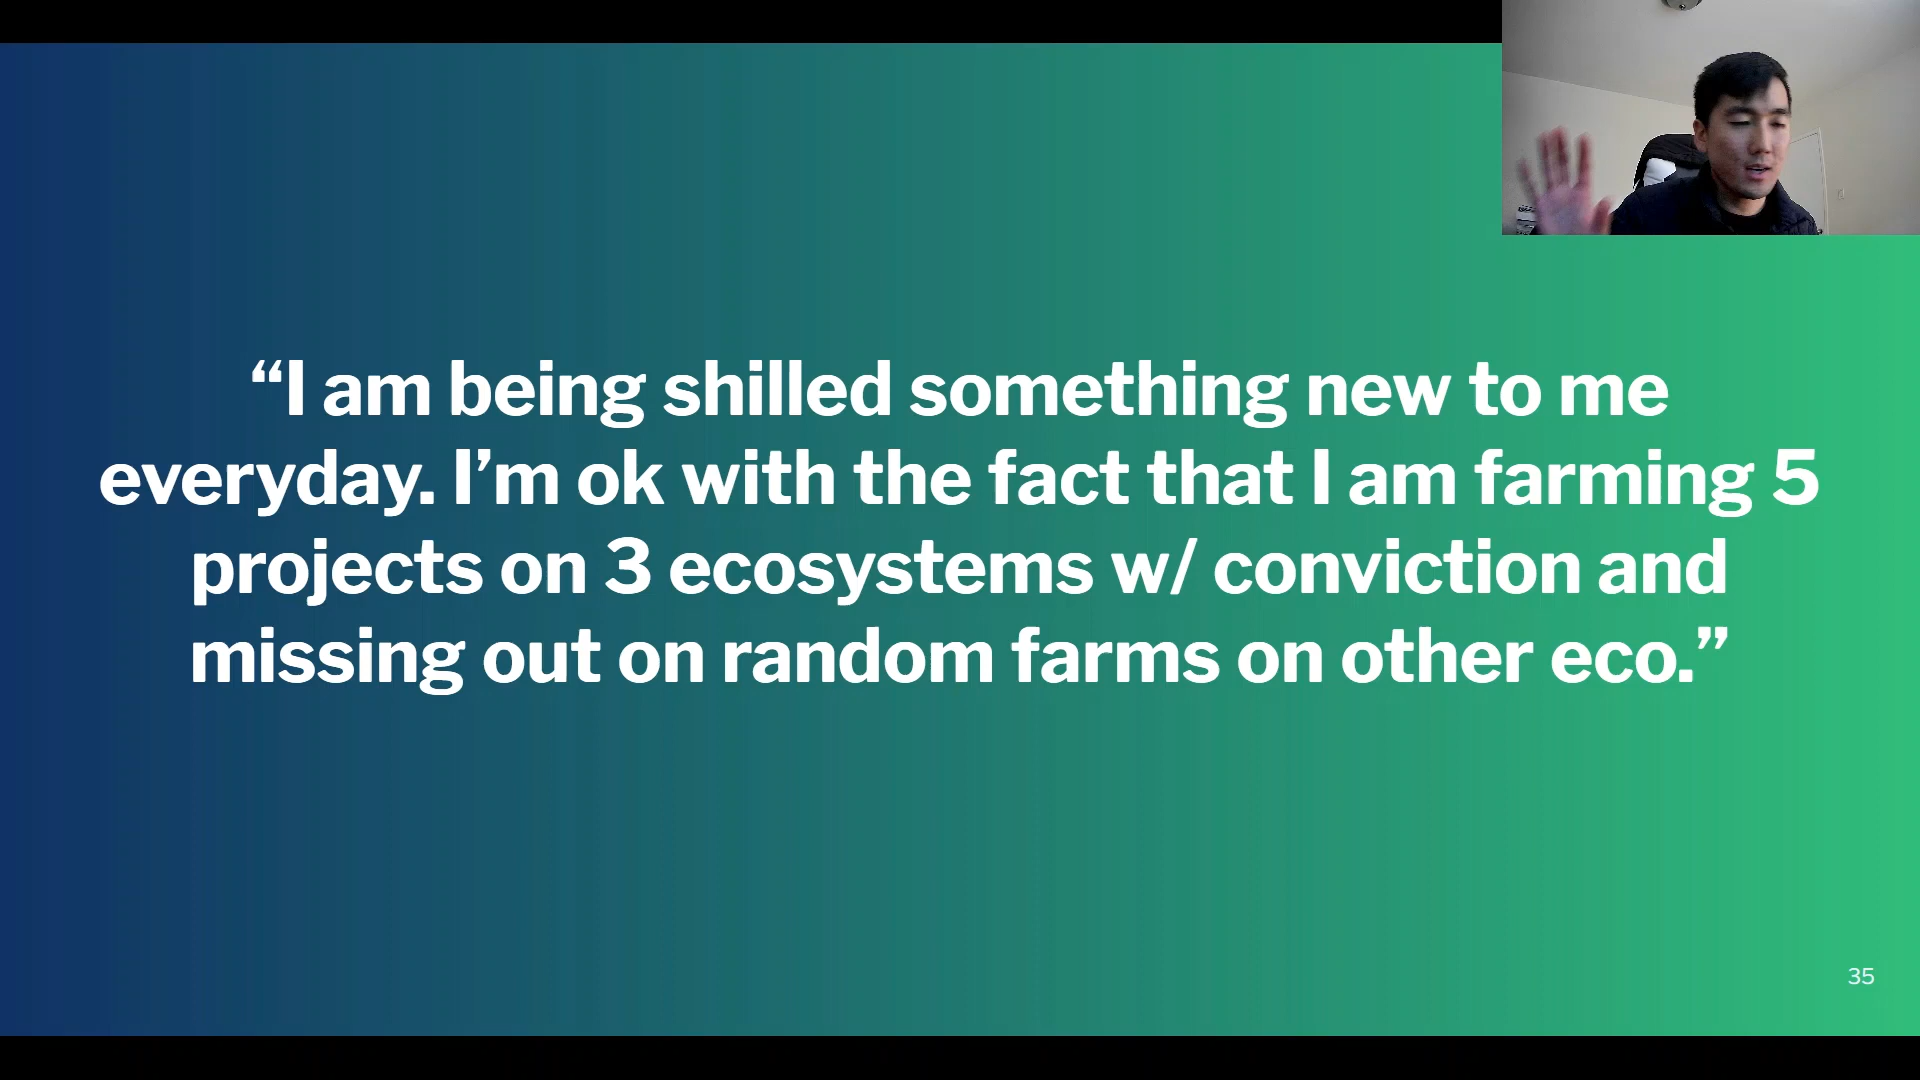 “I am being shilled something new to me
everyday. I’m ok with the fact that I am farming 5
projects on 3 ecosystems w/ conviction and
missing out on random farms on other eco.”
35